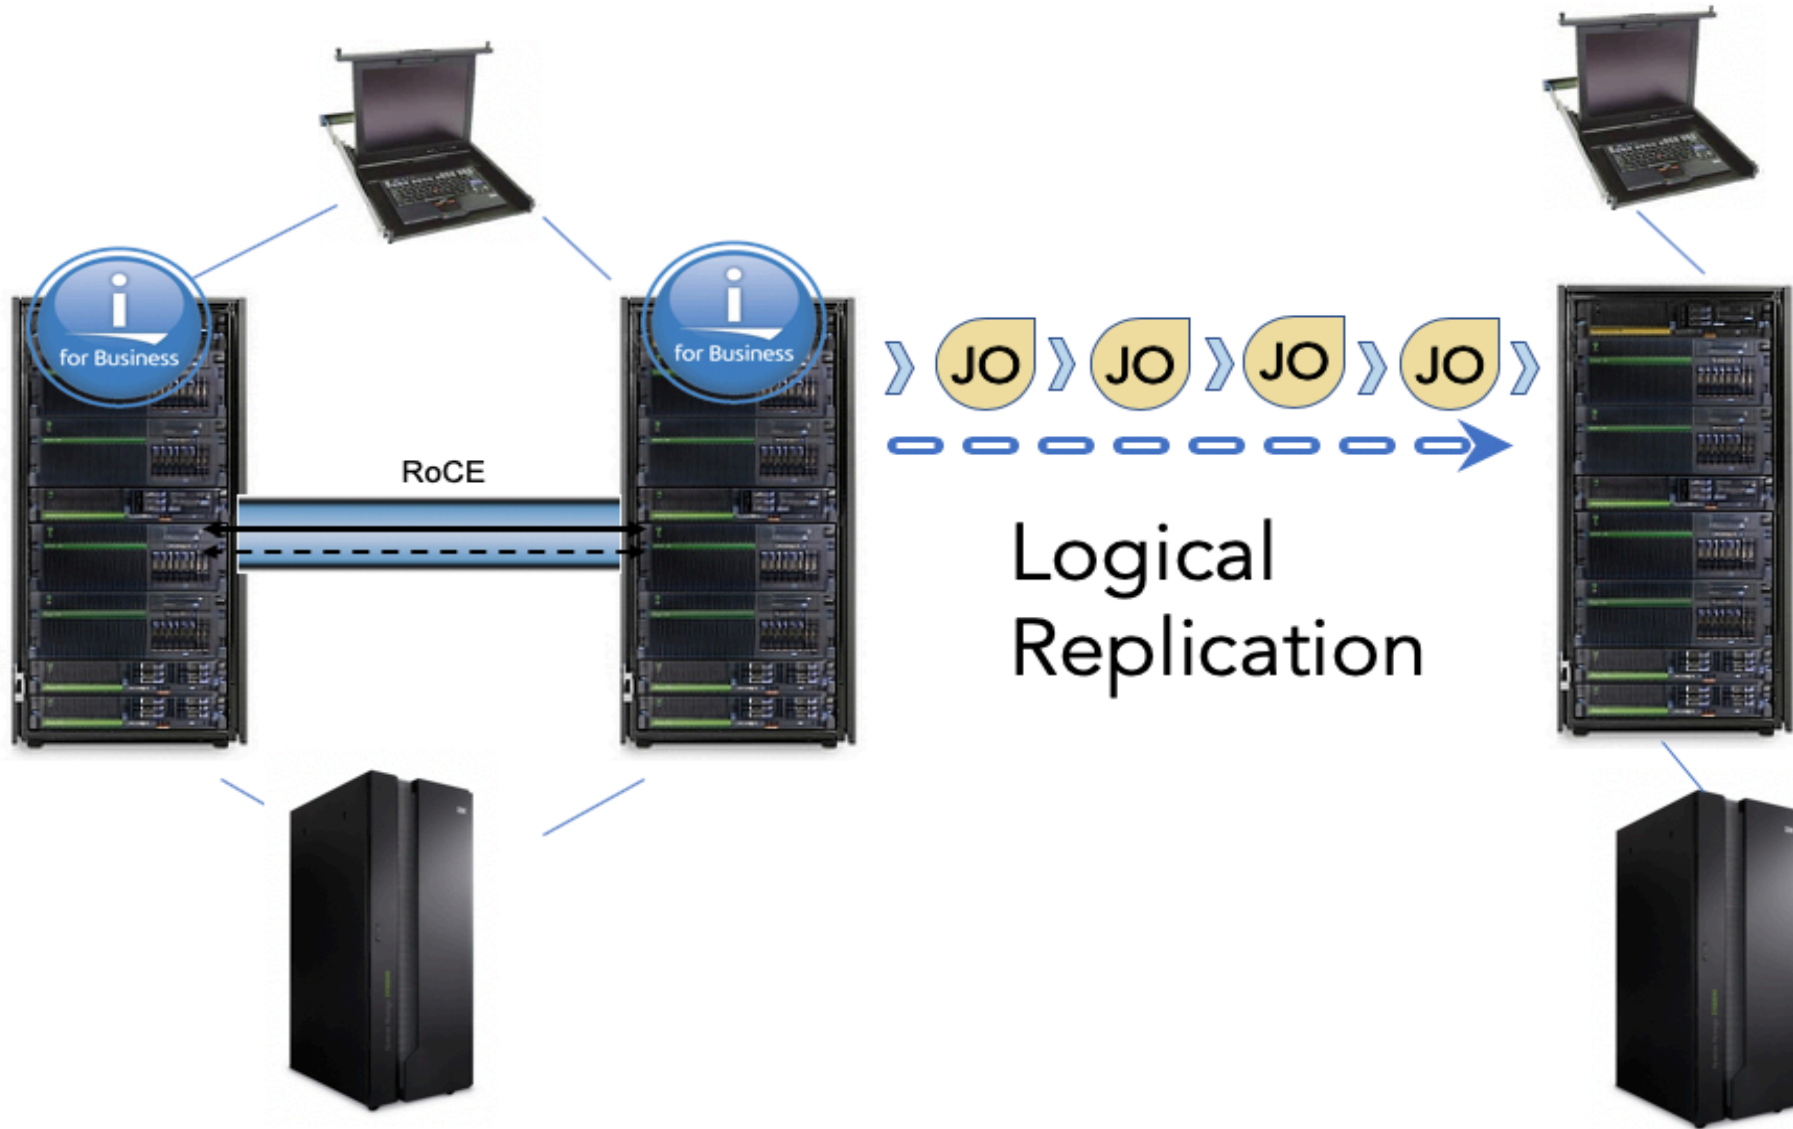 i
for Business
i
for Business
RoCE
JO
JO
JO
JO
Logical
Replication